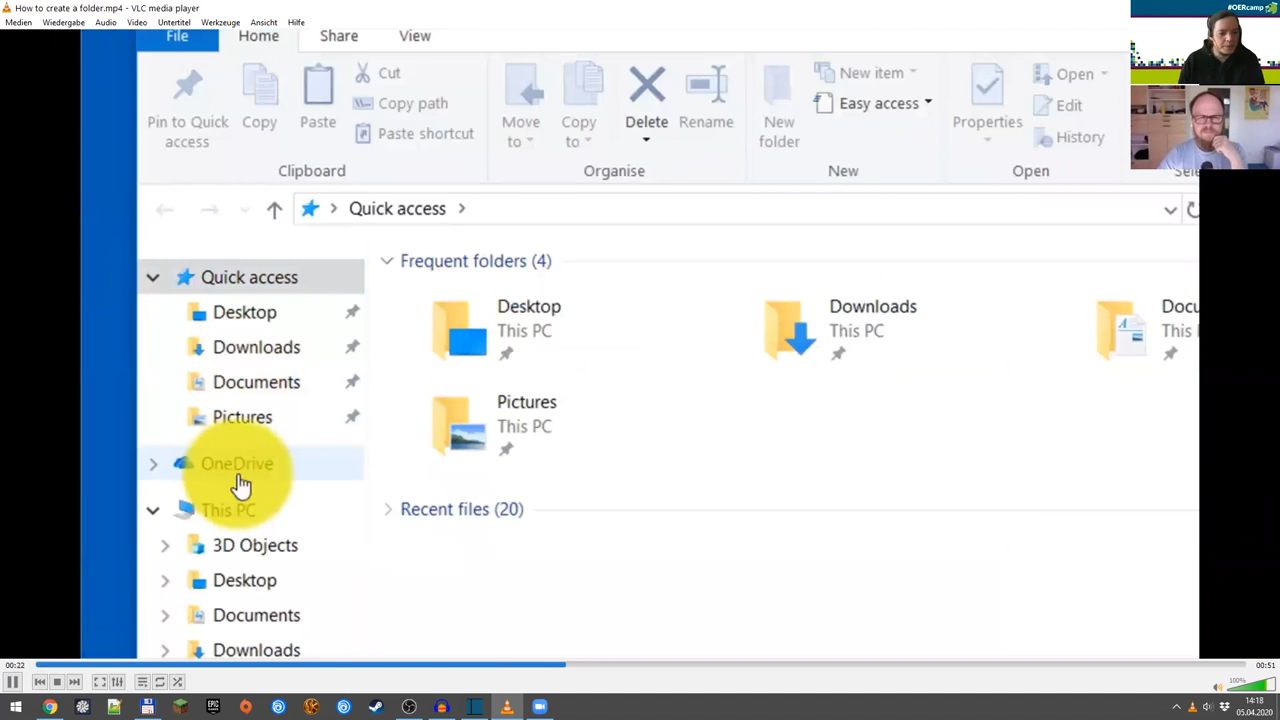 How to create a folder.mp4 - VLC media player
Medien Wiedergabe Audio Video Untertitel Werkzeuge Ansicht Hilfe
#OERcamp
File Home Share View
Pin to Quick access
Copy
Paste
Cut
Copy path
Paste shortcut
Move to
Copy to
Delete
Rename
New folder
New item
Easy access
Properties
Open
Edit
History
Clipboard Organise New Open
Quick access
Quick access
Desktop
Downloads
Documents
Pictures
OneDrive
This PC
3D Objects
Desktop
Documents
Downloads
Frequent folders (4)
Desktop
This PC
Downloads
This PC
Docu
This
Pictures
This PC
Recent files (20)
00:22
00:51
100%
EPIC GAMES
14:18
05.04.2020